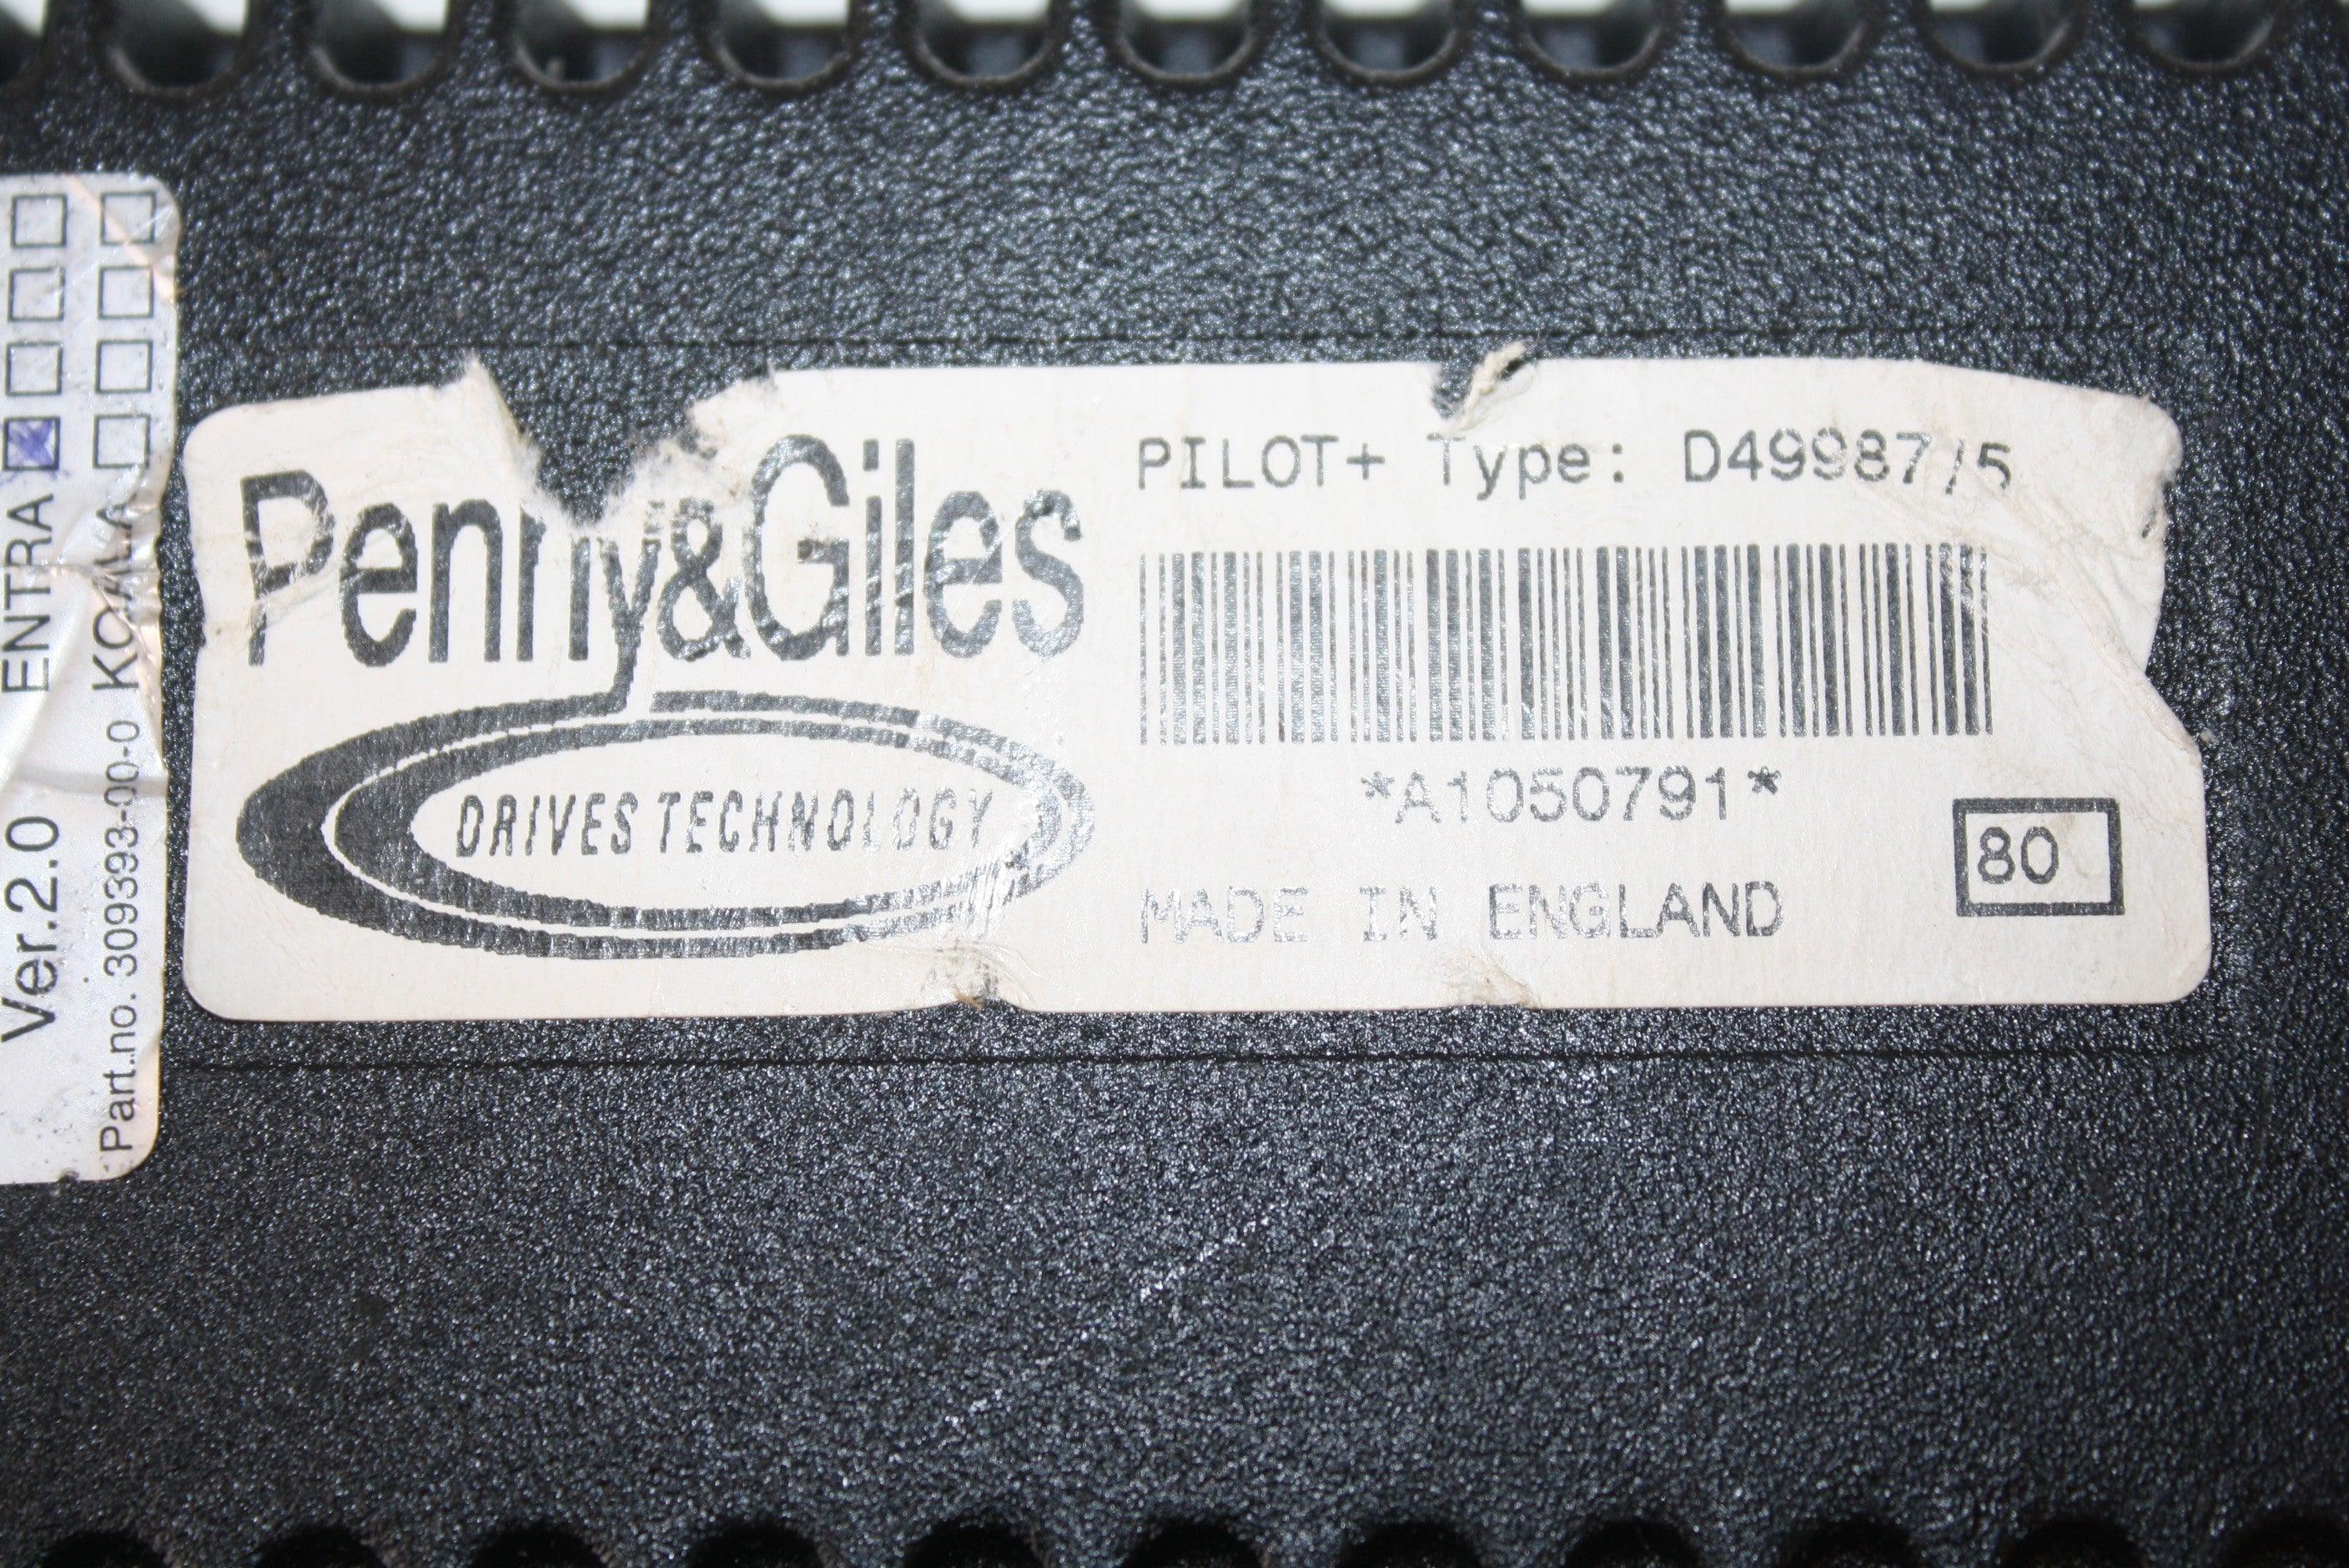 ENTRA
KOALA
Ver.2.0
Part.no. 309393-00-0
Penny&Giles
DRIVES TECHNOLOGY
PILOT+ Type: D49987/5
*A1050791*
MADE IN ENGLAND
80